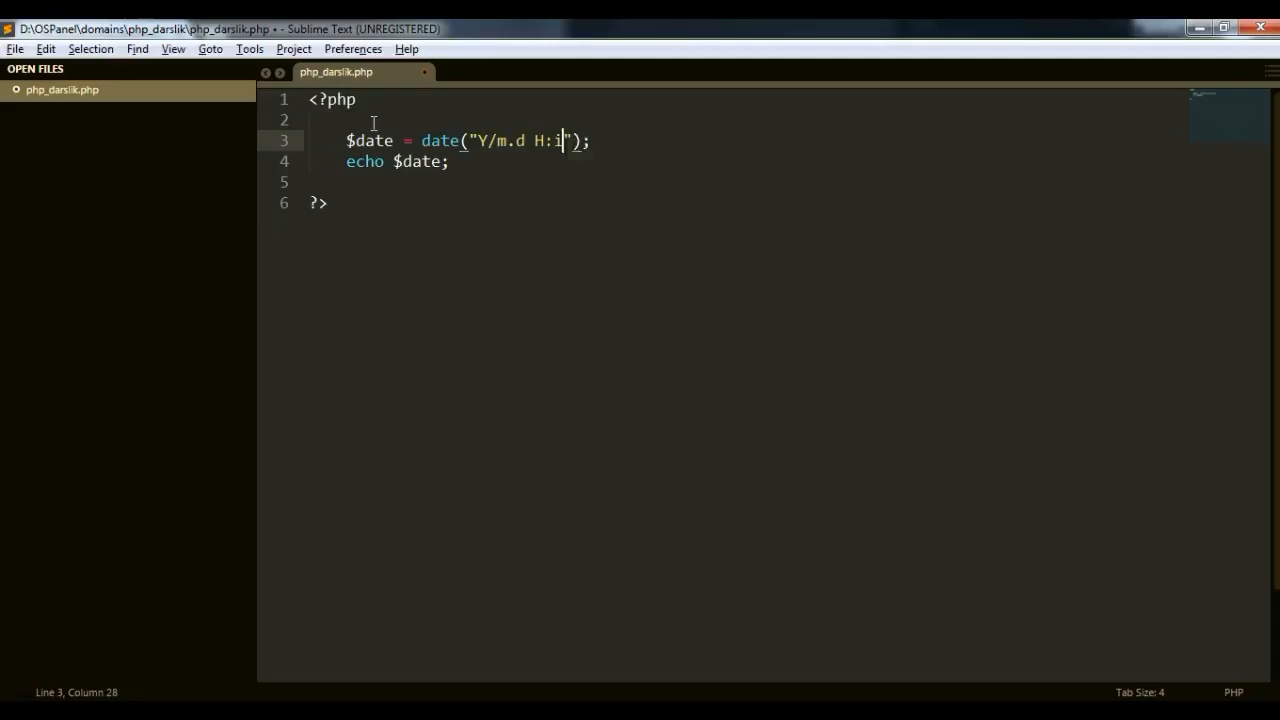 D:\OSPanel\domains\php_darslik\php_darslik.php • - Sublime Text (UNREGISTERED)
File Edit Selection Find View Goto Tools Project Preferences Help
OPEN FILES
php_darslik.php
php_darslik.php
1 <?php
2
3 $date = date("Y/m.d H:i");
4 echo $date;
5
6 ?>
Line 3, Column 28
Tab Size: 4
PHP